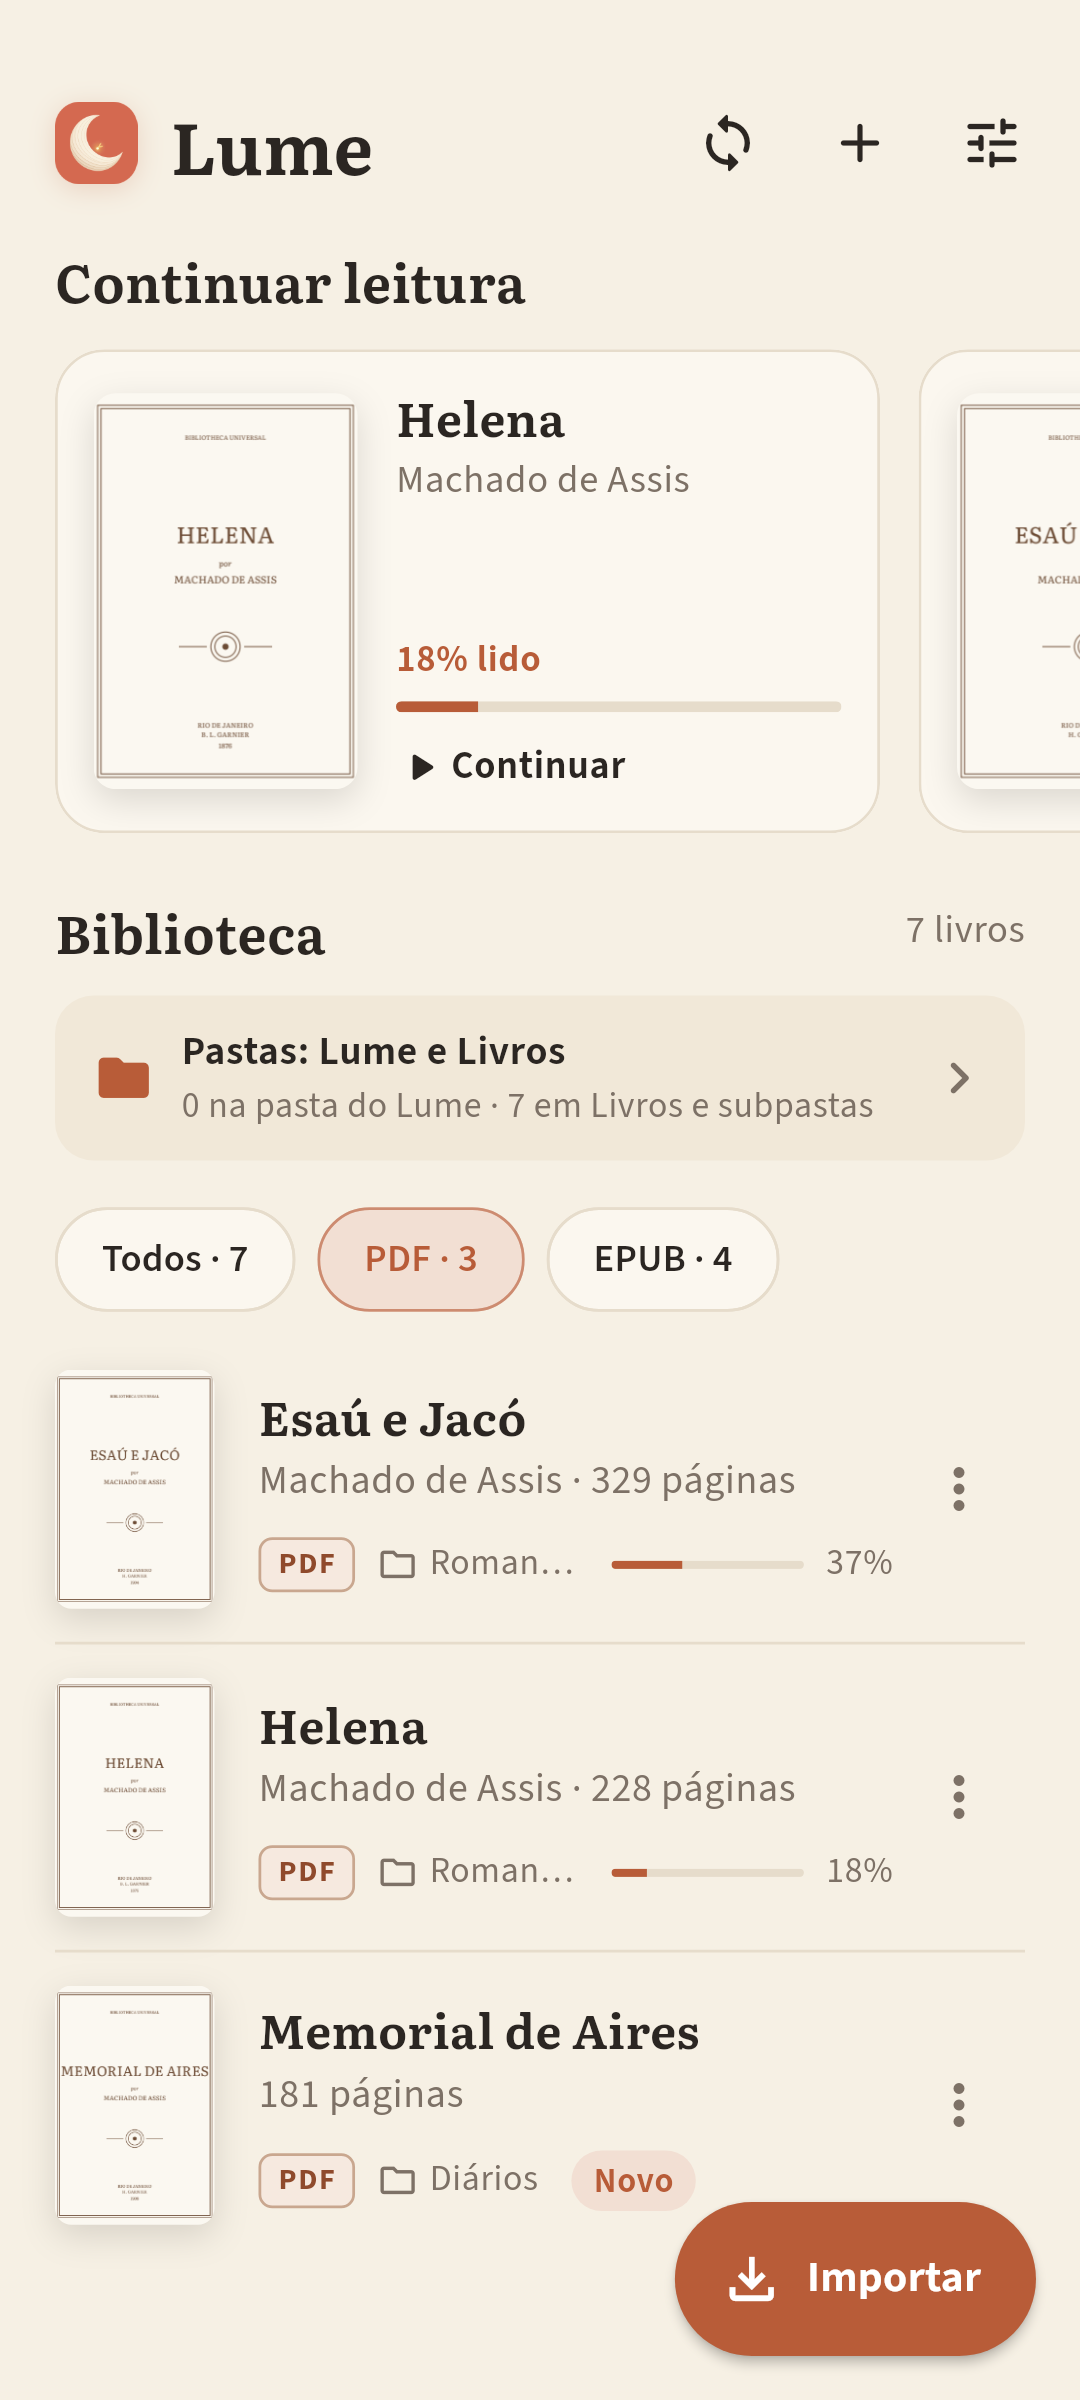 Lume
Continuar leitura
BIBLIOTHECA UNIVERSAL
HELENA
por
MACHADO DE ASSIS
RIO DE JANEIRO
B. L. GARNIER
Helena
Machado de Assis
18% lido
Continuar
ESAÚ
Biblioteca
7 livros
Pastas: Lume e Livros
0 na pasta do Lume · 7 em Livros e subpastas
Todos · 7
PDF · 3
EPUB · 4
ESAÚ E JACÓ
por
MACHADO DE ASSIS
Esaú e Jacó
Machado de Assis · 329 páginas
PDF
Roman...
37%
HELENA
por
MACHADO DE ASSIS
Helena
Machado de Assis · 228 páginas
PDF
Roman...
18%
MEMORIAL DE AIRES
por
MACHADO DE ASSIS
Memorial de Aires
181 páginas
PDF
Diários
Novo
Importar